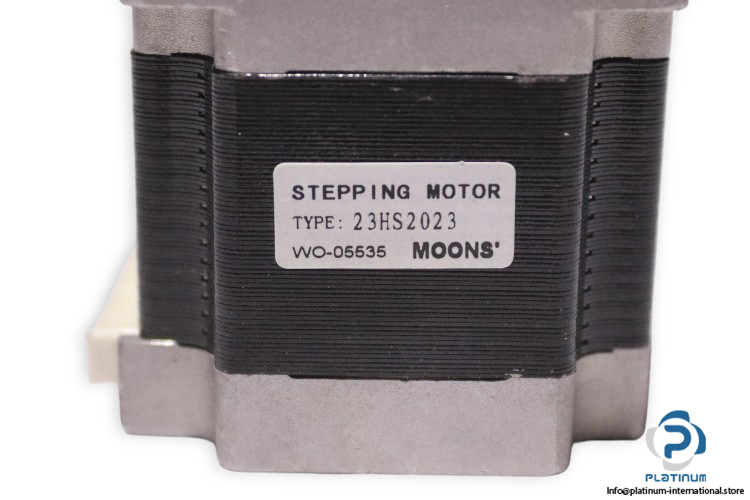 STEPPING MOTOR
TYPE: 23HS2023
WO-05535 MOONS'
PLATINUM
Info@platinum-international.store